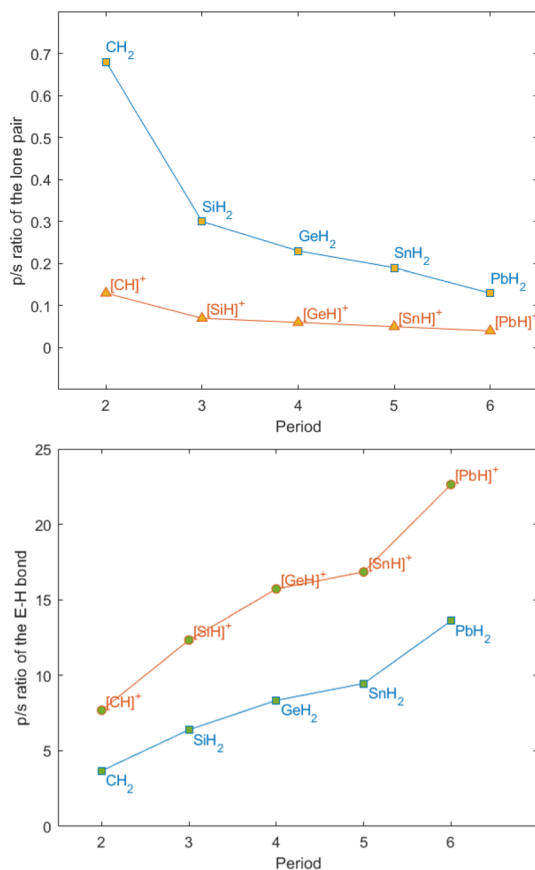 p/s ratio of the lone pair
0.7
0.6
0.5
0.4
0.3
0.2
0.1
0
CH₂
SiH₂
GeH₂
SnH₂
PbH₂
[CH]⁺
[SiH]⁺
[GeH]⁺
[SnH]⁺
[PbH]⁺
2 3 4 5 6
Period
p/s ratio of the E-H bond
25
20
15
10
5
0
[PbH]⁺
[SnH]⁺
[GeH]⁺
[SiH]⁺
[CH]⁺
PbH₂
SnH₂
GeH₂
SiH₂
CH₂
2 3 4 5 6
Period